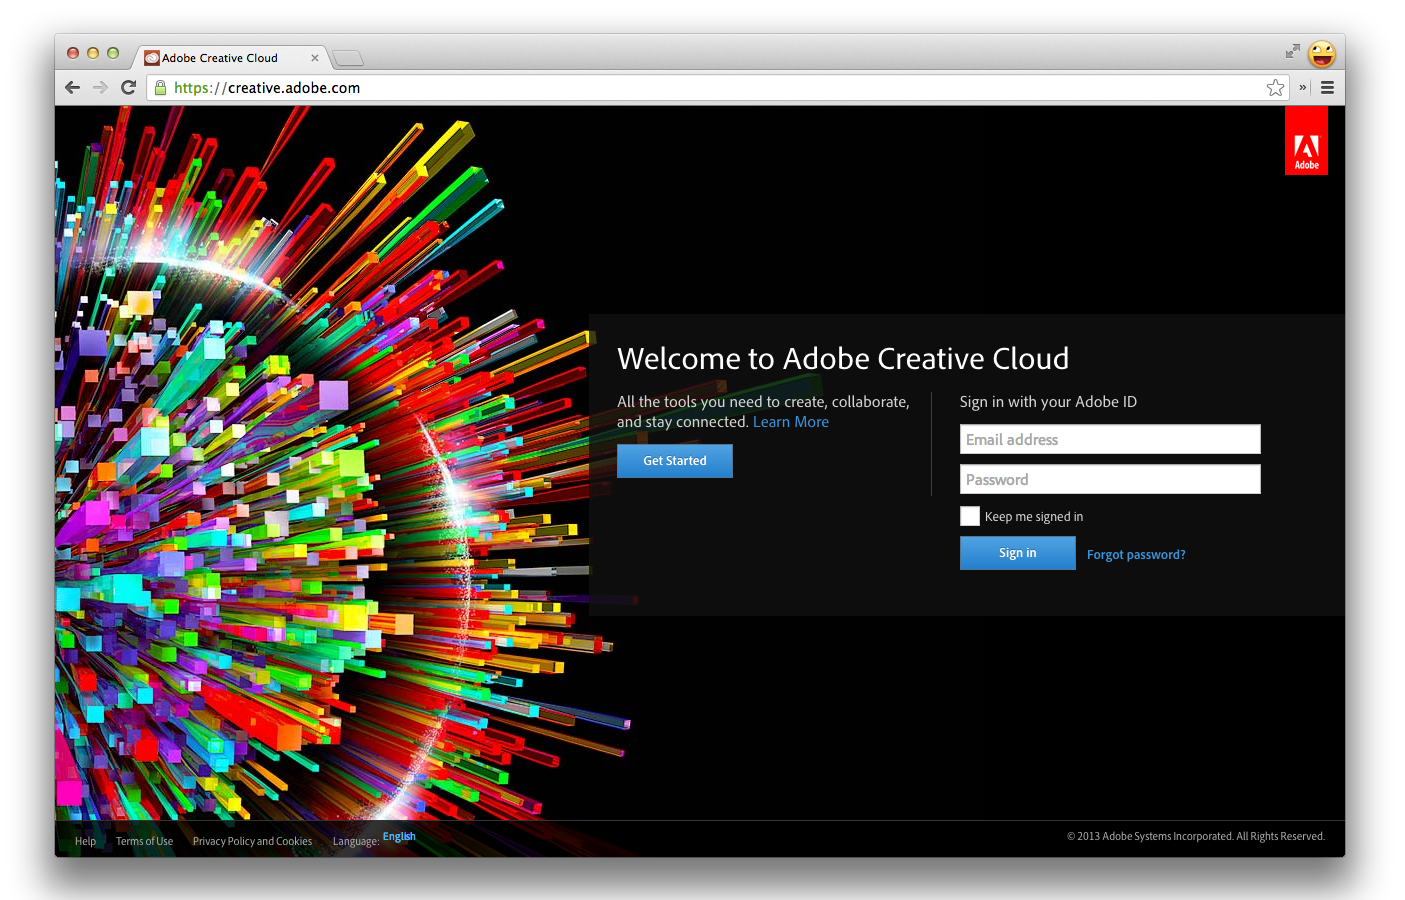 Adobe Creative Cloud
https://creative.adobe.com
Adobe
Welcome to Adobe Creative Cloud
All the tools you need to create, collaborate,
and stay connected. Learn More
Get Started
Sign in with your Adobe ID
Email address
Password
Keep me signed in
Sign in
Forgot password?
Help
Terms of Use
Privacy Policy and Cookies
Language: English
© 2013 Adobe Systems Incorporated. All Rights Reserved.